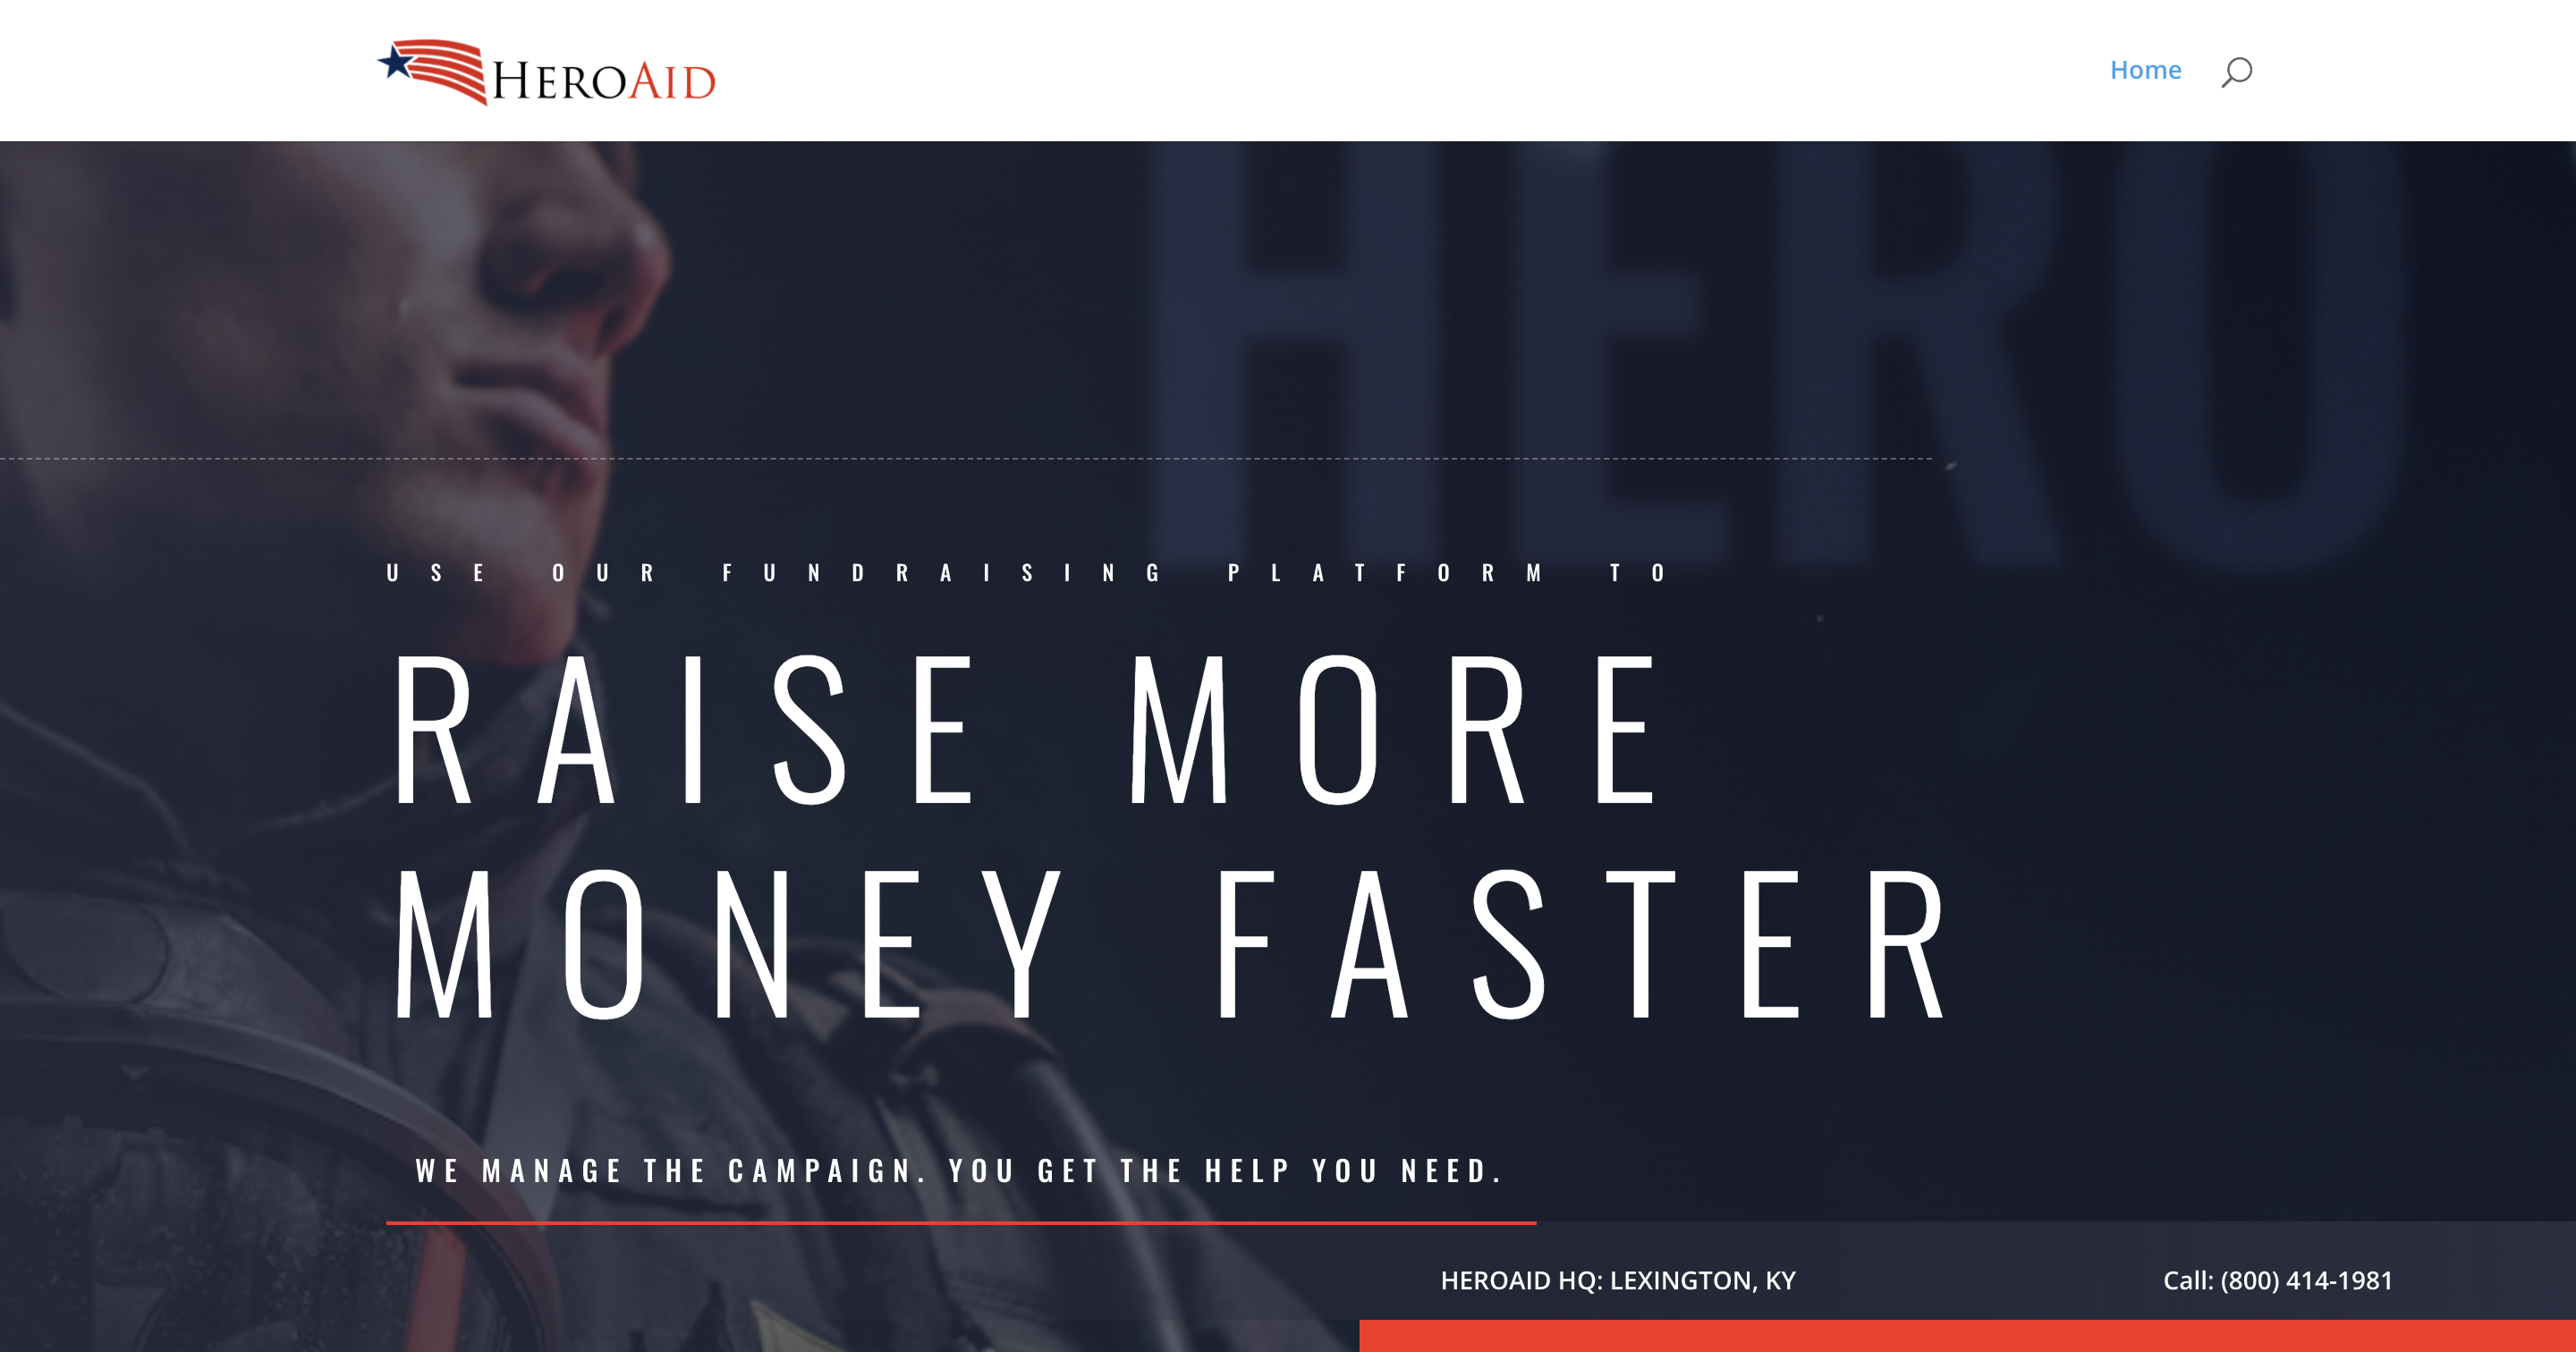 HEROAID
Home
HERO
USE OUR FUNDRAISING PLATFORM TO
RAISE MORE
MONEY FASTER
WE MANAGE THE CAMPAIGN. YOU GET THE HELP YOU NEED.
HEROAID HQ: LEXINGTON, KY
Call: (800) 414-1981